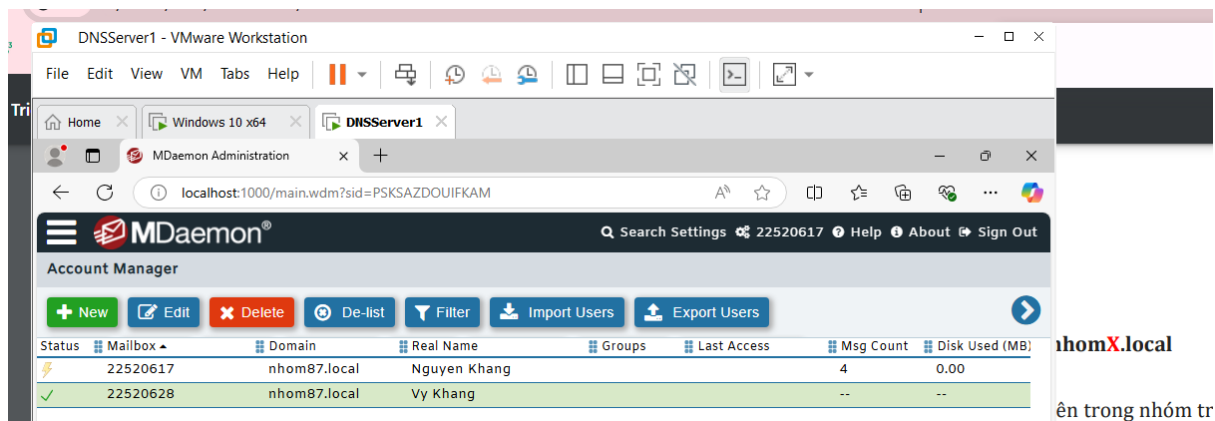 3
DNSServer1 - VMware Workstation
File Edit View VM Tabs Help
Tri
Home Windows 10 x64 DNSServer1
MDaemon Administration
localhost:1000/main.wdm?sid=PSKSAZDOUIFKAM
MDaemon®
Search Settings 22520617 Help About Sign Out
Account Manager
New Edit Delete De-list Filter Import Users Export Users
Status Mailbox Domain Real Name Groups Last Access Msg Count Disk Used (MB)
22520617 nhom87.local Nguyen Khang 4 0.00
22520628 nhom87.local Vy Khang -- --
nhomX.local
ên trong nhóm tr